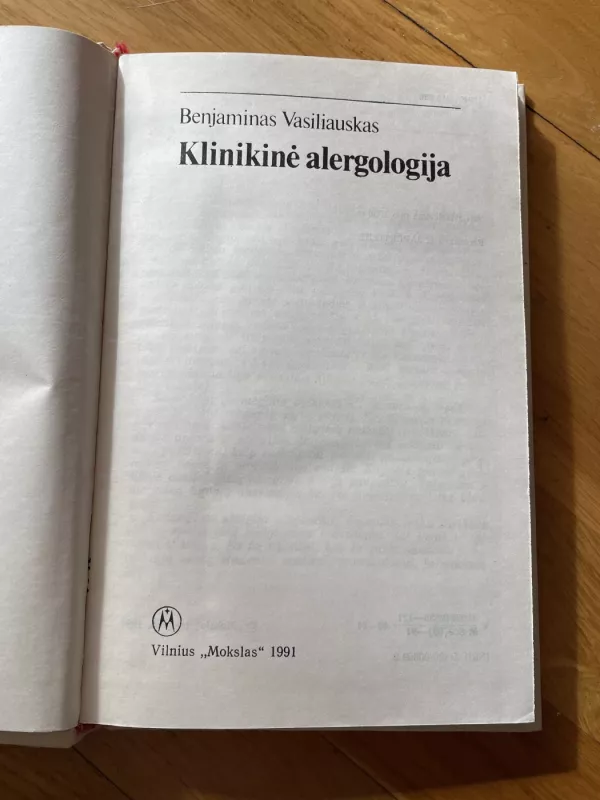 Benjaminas Vasiliauskas
Klinikinė alergologija
M
Vilnius „Mokslas“ 1991